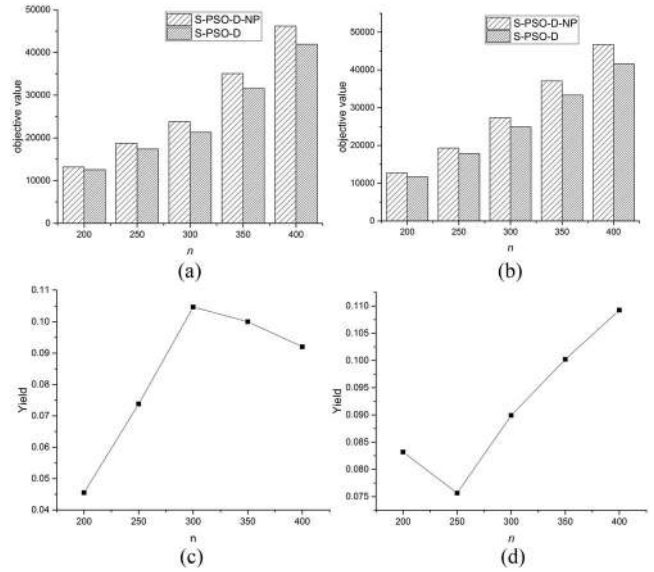 S-PSO-D-NP
S-PSO-D
objective value
50000
40000
30000
20000
10000
0
200 250 300 350 400
n
(a)
S-PSO-D-NP
S-PSO-D
objective value
50000
40000
30000
20000
10000
0
200 250 300 350 400
n
(b)
Yield
0.11
0.10
0.09
0.08
0.07
0.06
0.05
0.04
200 250 300 350 400
n
(c)
Yield
0.110
0.105
0.100
0.095
0.090
0.085
0.080
0.075
200 250 300 350 400
n
(d)